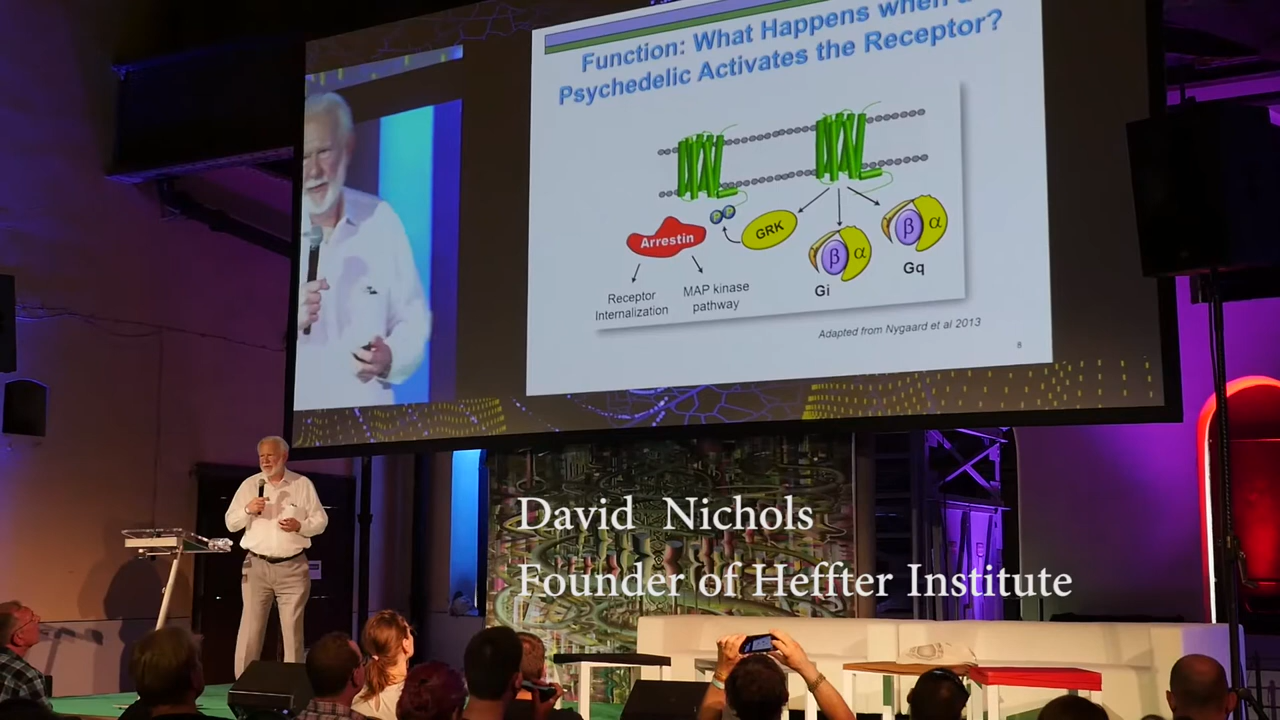 Function: What Happens when a
Psychedelic Activates the Receptor?
Arrestin
P P
GRK
β α
β α
Gi
Gq
Receptor
Internalization
MAP kinase
pathway
Adapted from Nygaard et al 2013
8
David Nichols
Founder of Heffter Institute